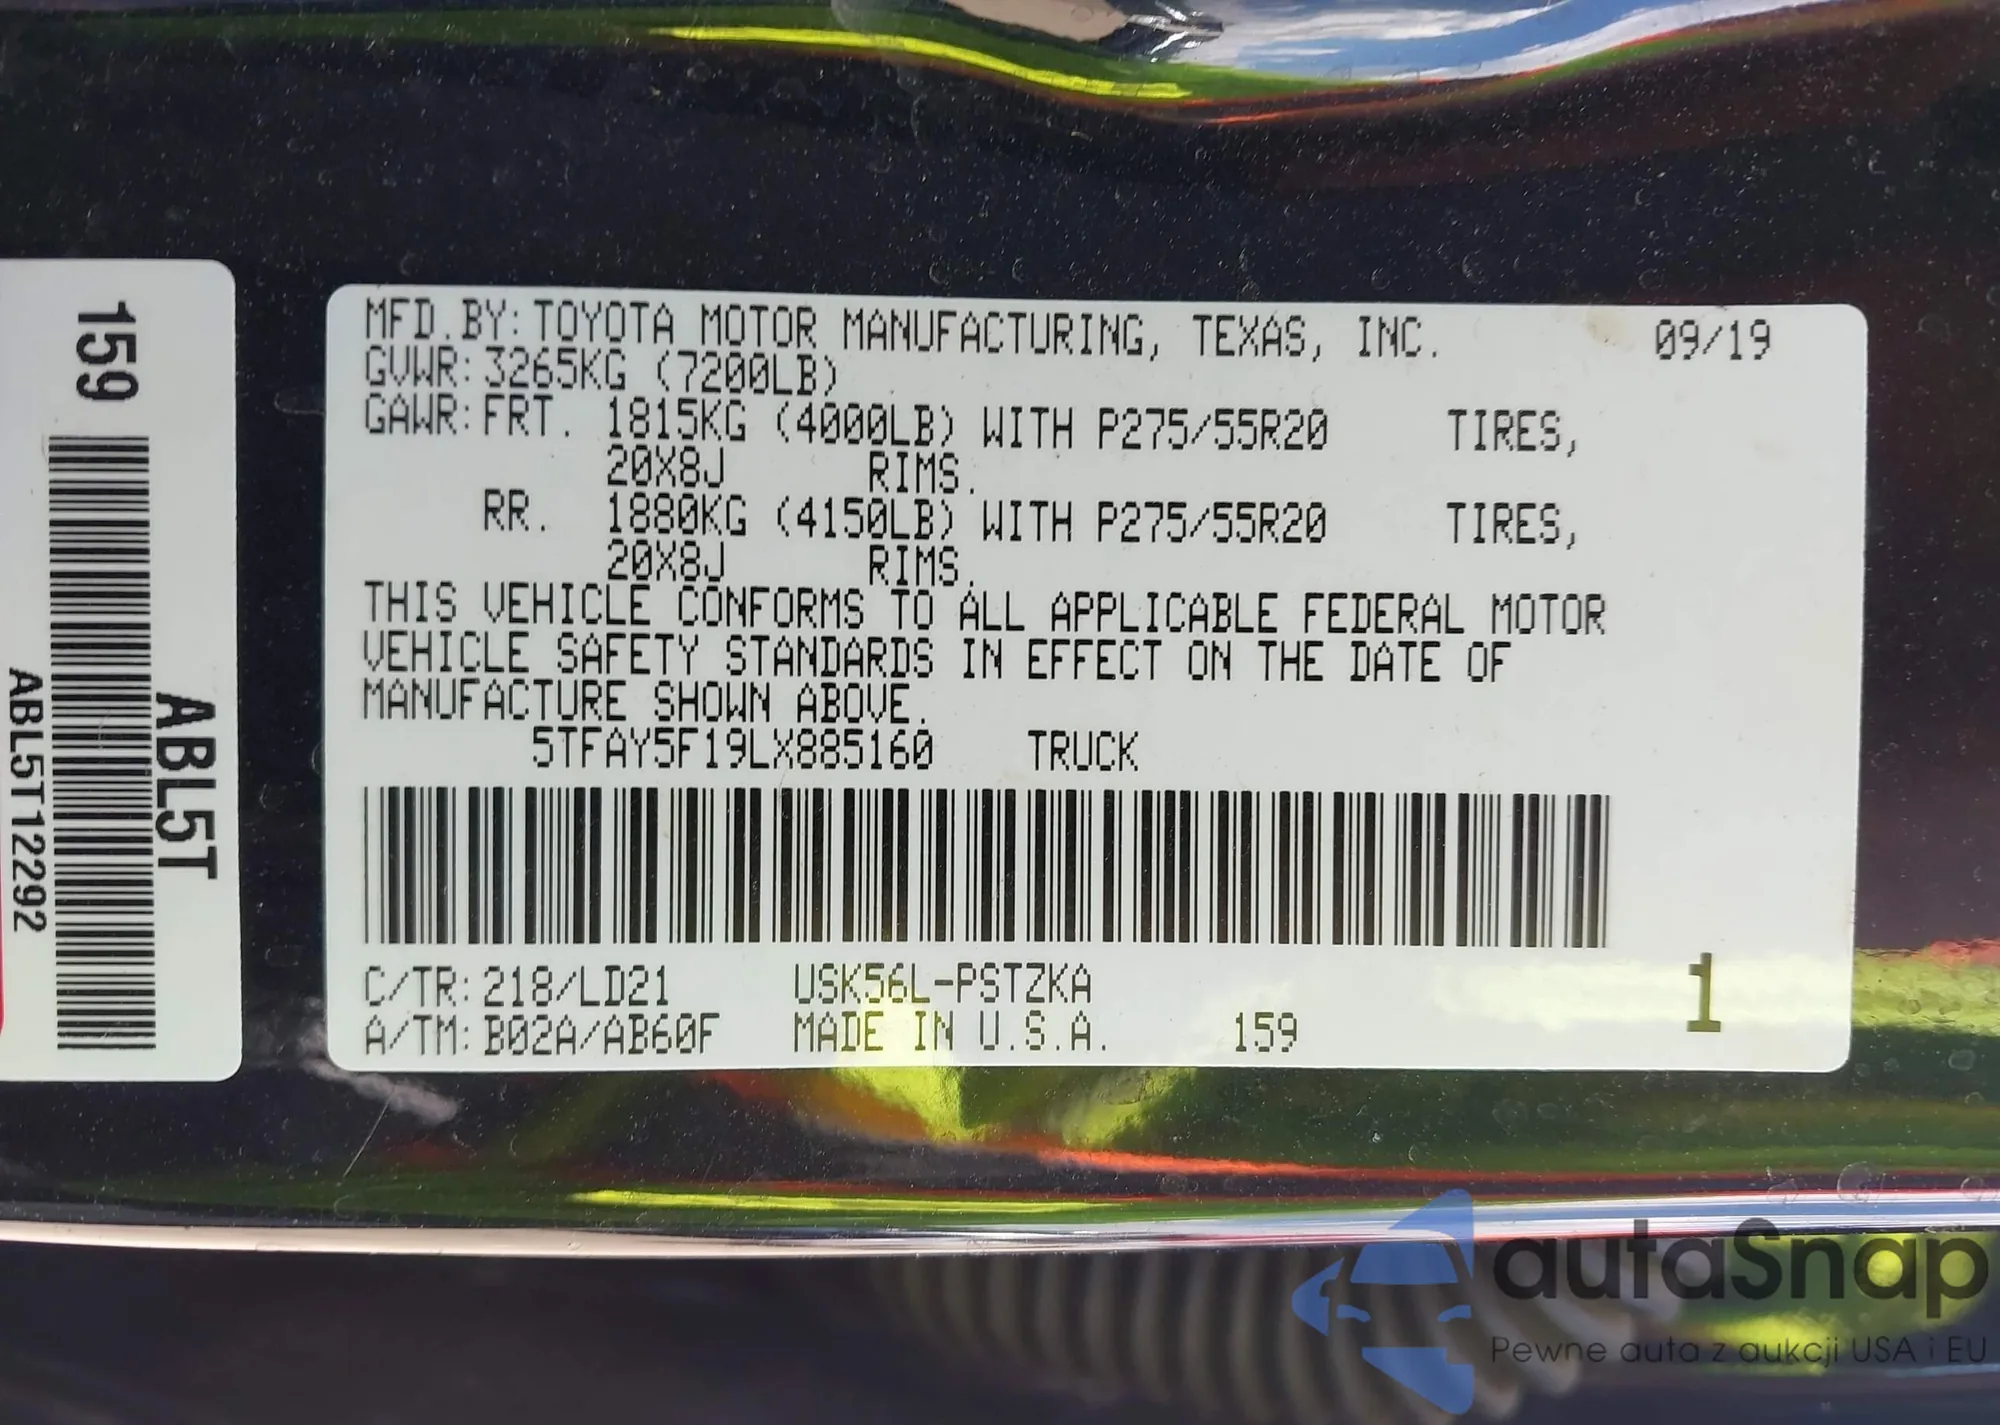 159
ABL5T
ABL5T12292
MFD.BY:TOYOTA MOTOR MANUFACTURING, TEXAS, INC. 09/19
GVWR:3265KG (7200LB)
GAWR:FRT. 1815KG (4000LB) WITH P275/55R20 TIRES,
20X8J RIMS.
RR. 1880KG (4150LB) WITH P275/55R20 TIRES,
20X8J RIMS.
THIS VEHICLE CONFORMS TO ALL APPLICABLE FEDERAL MOTOR
VEHICLE SAFETY STANDARDS IN EFFECT ON THE DATE OF
MANUFACTURE SHOWN ABOVE.
5TFAY5F19LX885160 TRUCK
C/TR:218/LD21 USK56L-PSTZKA
A/TM:B02A/AB60F MADE IN U.S.A. 159
1
autaSnap
Pewne auta z aukcji USA i EU